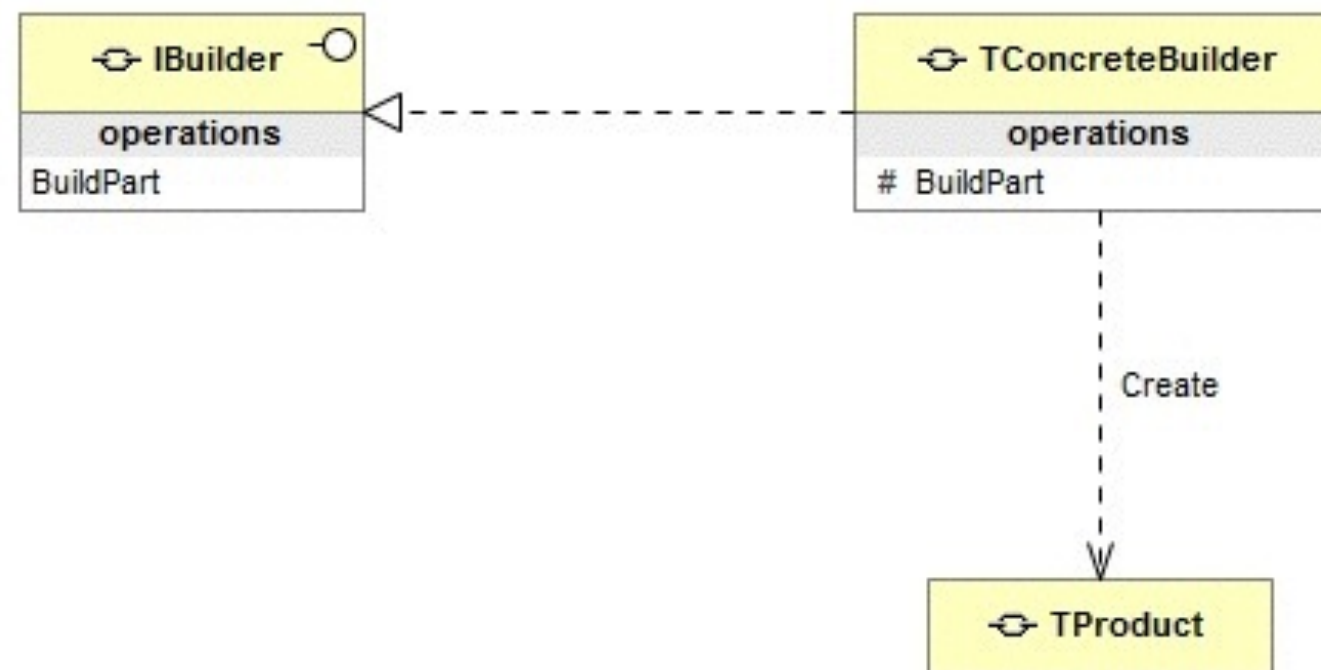 IBuilder
operations
BuildPart
TConcreteBuilder
operations
# BuildPart
Create
TProduct